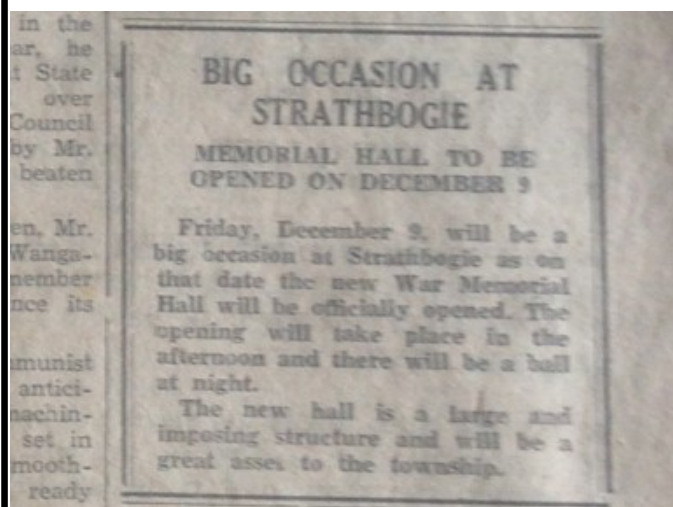 in the
ar, he
t State
over
Council
by Mr.
beaten
en, Mr.
Wanga-
member
nce its
munist
antici-
machin-
set in
mooth-
ready
BIG OCCASION AT
STRATHBOGIE
MEMORIAL HALL TO BE
OPENED ON DECEMBER 9
Friday, December 9, will be a
big occasion at Strathbogie as on
that date the new War Memorial
Hall will be officially opened. The
opening will take place in the
afternoon and there will be a ball
at night.
The new hall is a large and
imposing structure and will be a
great asset to the township.